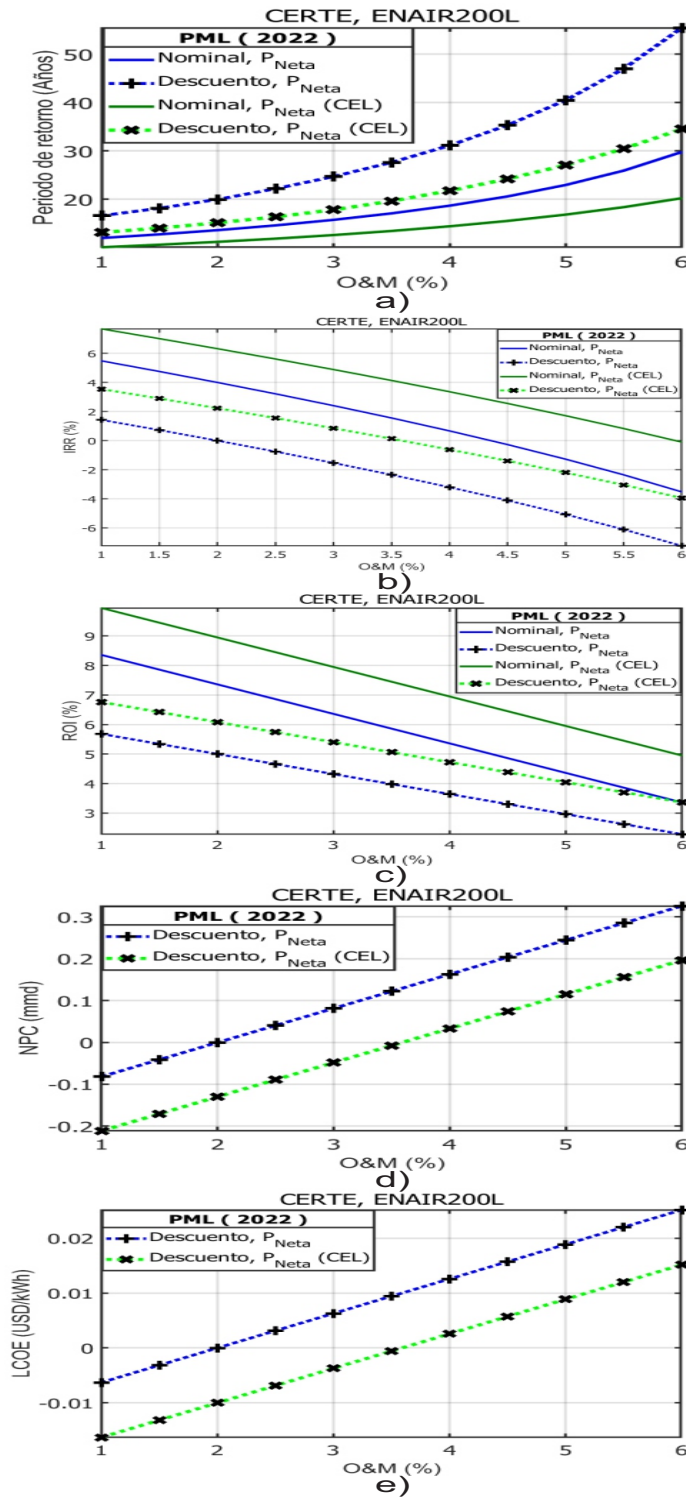 CERTE, ENAIR200L
PML ( 2022 )
Nominal, P_Neta
Descuento, P_Neta
Nominal, P_Neta (CEL)
Descuento, P_Neta (CEL)
Periodo de retorno (Años)
50
40
30
20
1 2 3 4 5 6
O&M (%)
a)
CERTE, ENAIR200L
PML ( 2022 )
Nominal, P_Neta
Descuento, P_Neta
Nominal, P_Neta (CEL)
Descuento, P_Neta (CEL)
IRR (%)
6
4
2
0
-2
-4
-6
1 1.5 2 2.5 3 3.5 4 4.5 5 5.5 6
O&M (%)
b)
CERTE, ENAIR200L
PML ( 2022 )
Nominal, P_Neta
Descuento, P_Neta
Nominal, P_Neta (CEL)
Descuento, P_Neta (CEL)
ROI (%)
9
8
7
6
5
4
3
1 2 3 4 5 6
O&M (%)
c)
CERTE, ENAIR200L
PML ( 2022 )
Descuento, P_Neta
Descuento, P_Neta (CEL)
NPC (mmd)
0.3
0.2
0.1
0
-0.1
-0.2
1 2 3 4 5 6
O&M (%)
d)
CERTE, ENAIR200L
PML ( 2022 )
Descuento, P_Neta
Descuento, P_Neta (CEL)
LCOE (USD/kWh)
0.02
0.01
0
-0.01
1 2 3 4 5 6
O&M (%)
e)